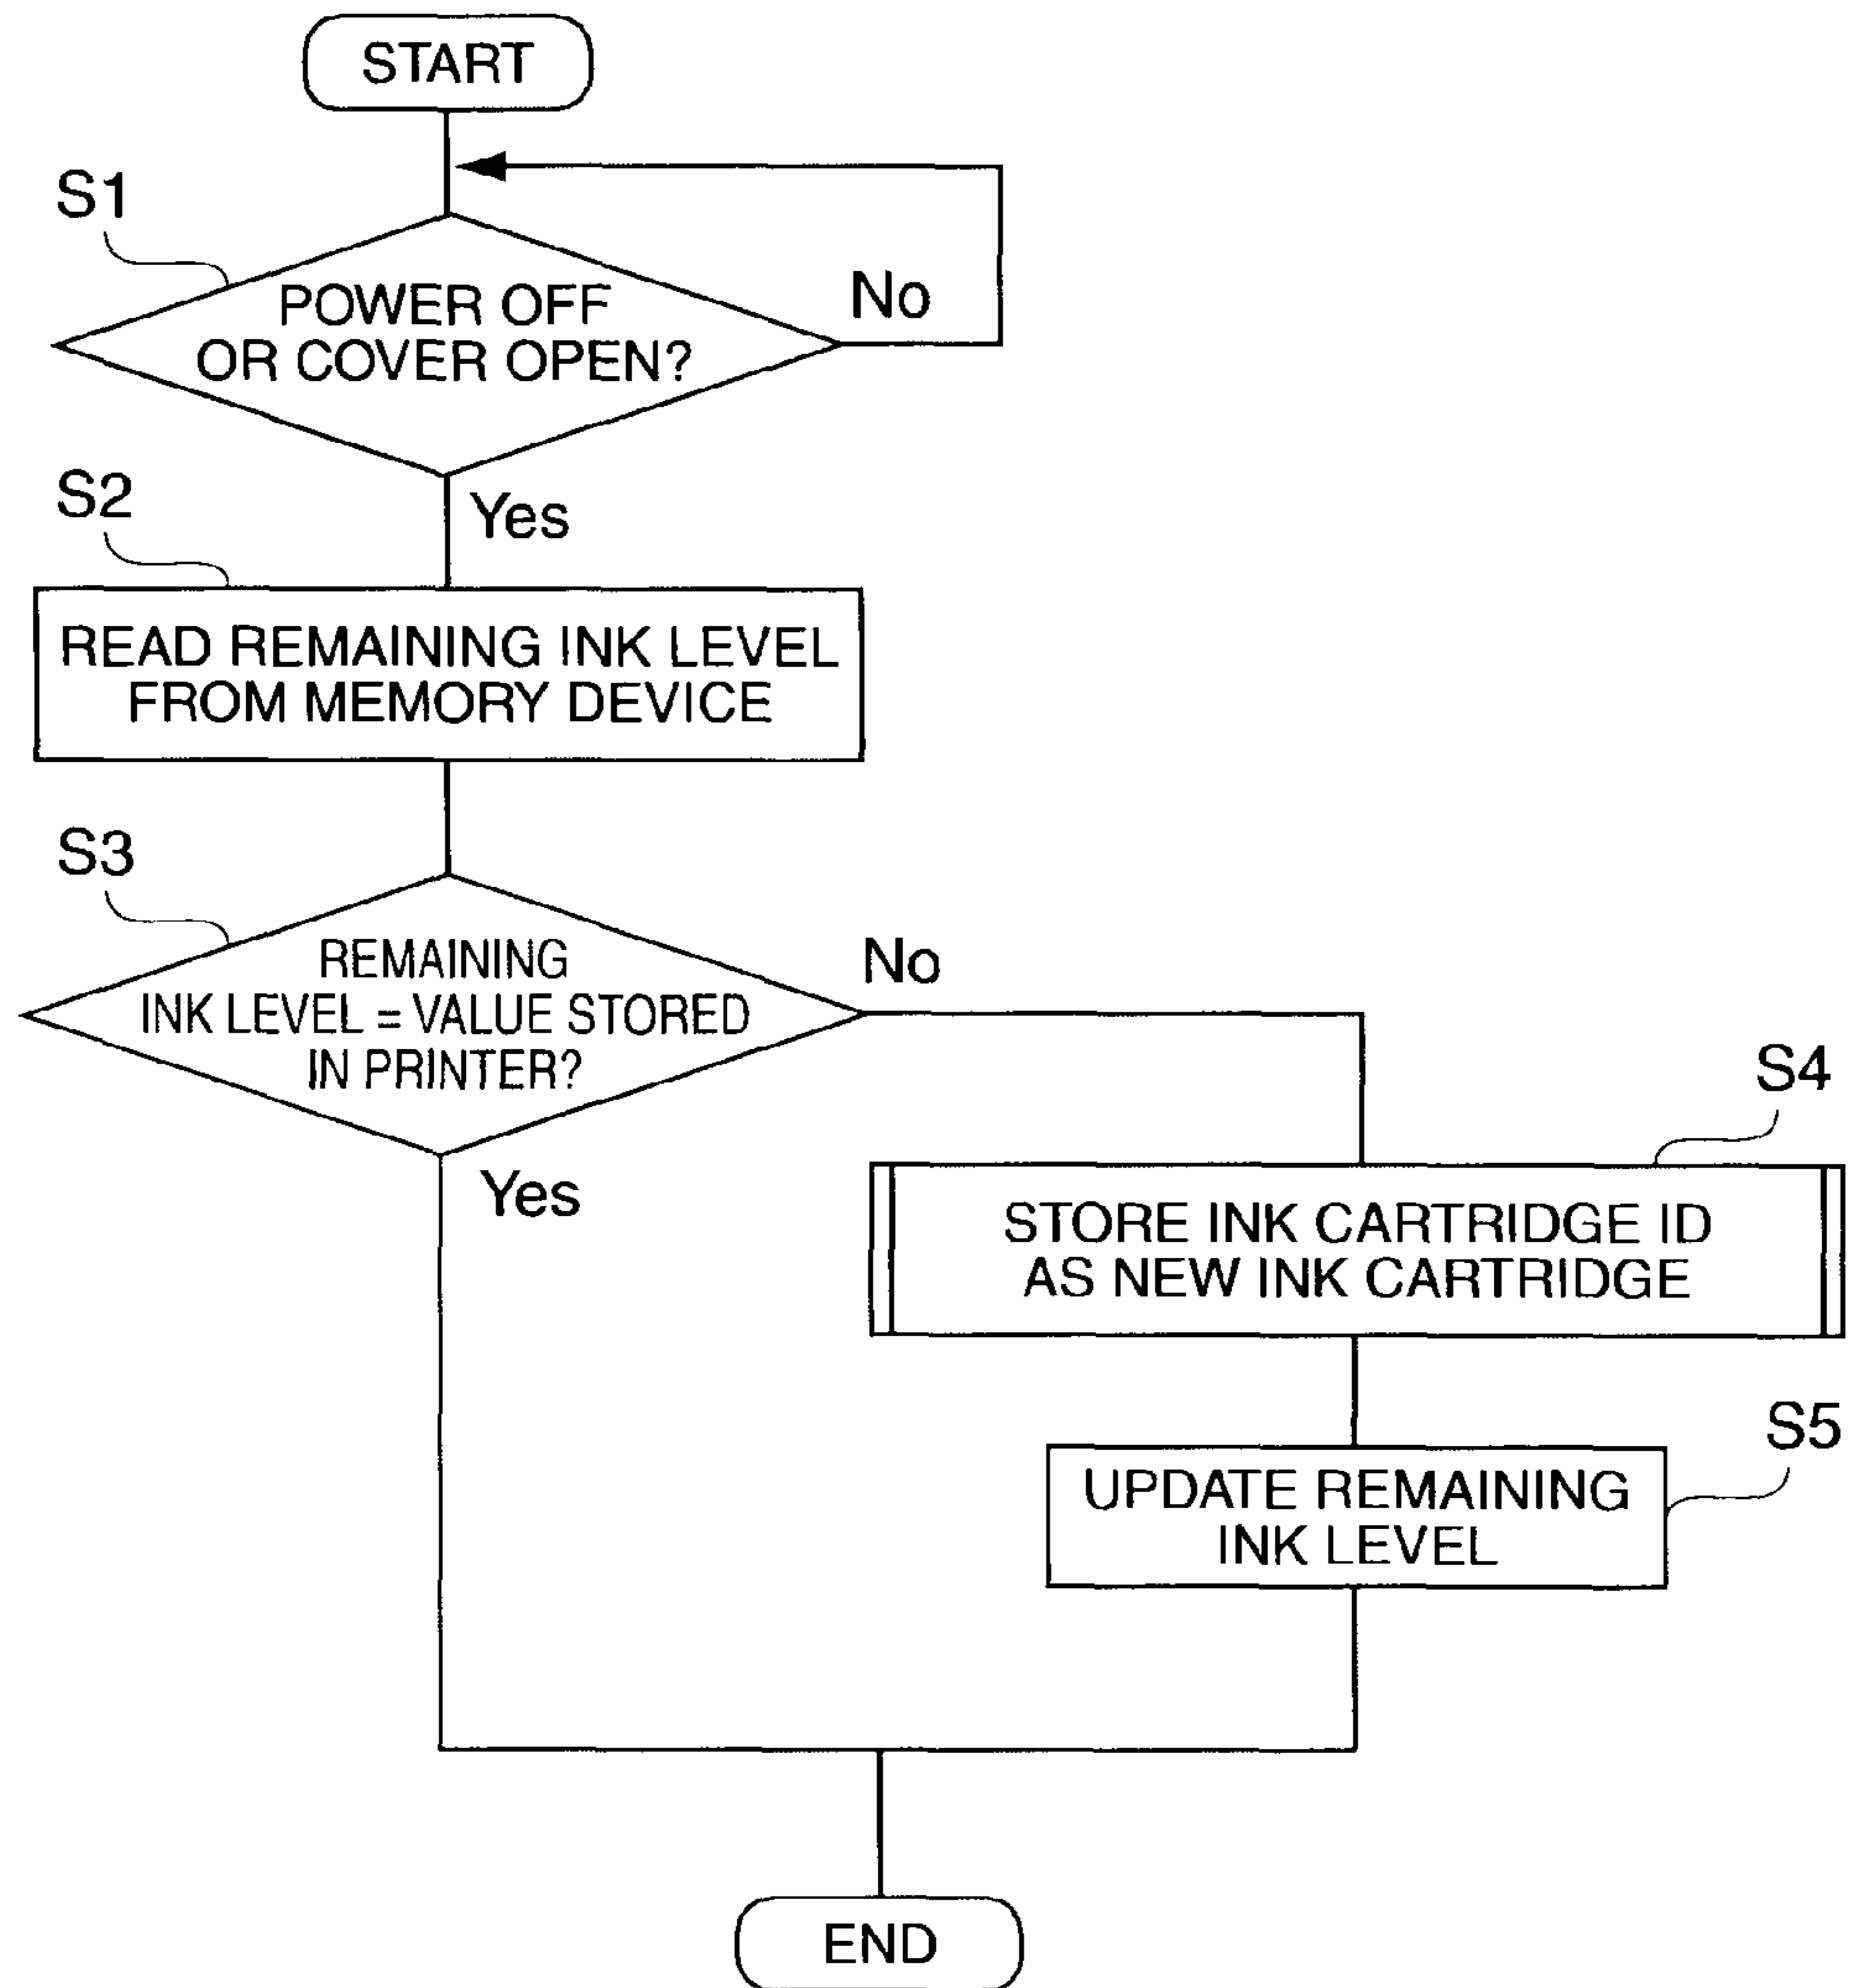 START
S1
POWER OFF
OR COVER OPEN?
No
Yes
S2
READ REMAINING INK LEVEL
FROM MEMORY DEVICE
S3
REMAINING
INK LEVEL = VALUE STORED
IN PRINTER?
No
Yes
S4
STORE INK CARTRIDGE ID
AS NEW INK CARTRIDGE
S5
UPDATE REMAINING
INK LEVEL
END